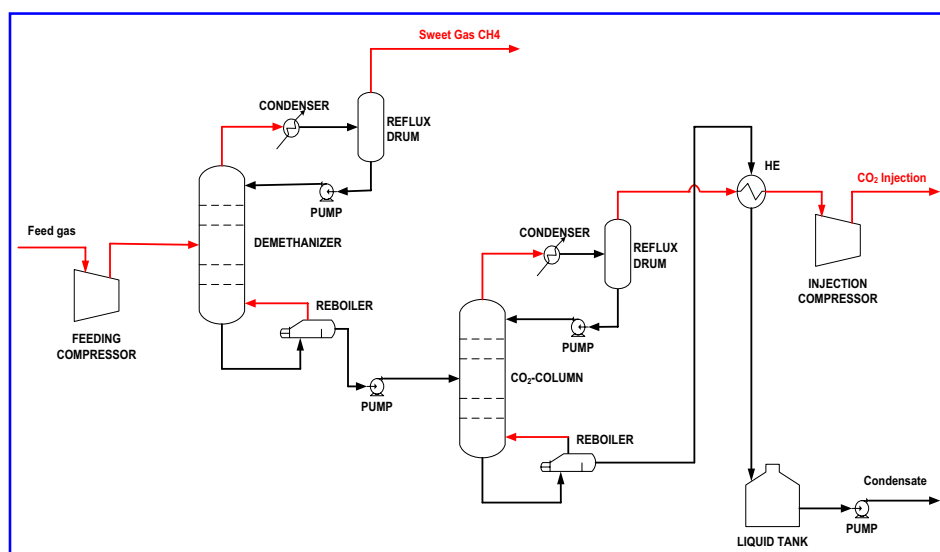 Sweet Gas CH4
CONDENSER
REFLUX
DRUM
HE
CO₂ Injection
PUMP
Feed gas
DEMETHANIZER
CONDENSER
REFLUX
DRUM
INJECTION
COMPRESSOR
REBOILER
FEEDING
COMPRESSOR
PUMP
PUMP
CO₂-COLUMN
REBOILER
Condensate
PUMP
LIQUID TANK